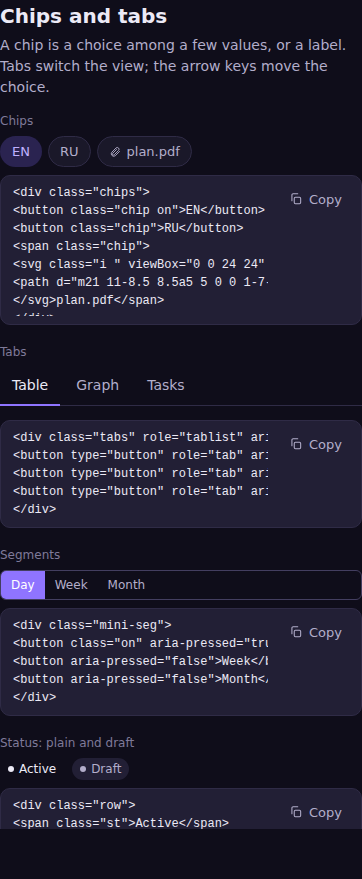 Chips and tabs
A chip is a choice among a few values, or a label.
Tabs switch the view; the arrow keys move the
choice.
Chips
EN RU plan.pdf
<div class="chips">
<button class="chip on">EN</button>
<button class="chip">RU</button>
<span class="chip">
<svg class="i " viewBox="0 0 24 24"
<path d="m21 11-8.5 8.5a5 5 0 0 1-7-
</svg>plan.pdf</span>
Copy
Tabs
Table Graph Tasks
<div class="tabs" role="tablist" ari
<button type="button" role="tab" ari
<button type="button" role="tab" ari
<button type="button" role="tab" ari
</div>
Copy
Segments
Day Week Month
<div class="mini-seg">
<button class="on" aria-pressed="tru
<button aria-pressed="false">Week</b
<button aria-pressed="false">Month</
</div>
Copy
Status: plain and draft
Active Draft
<div class="row">
<span class="st">Active</span>
Copy